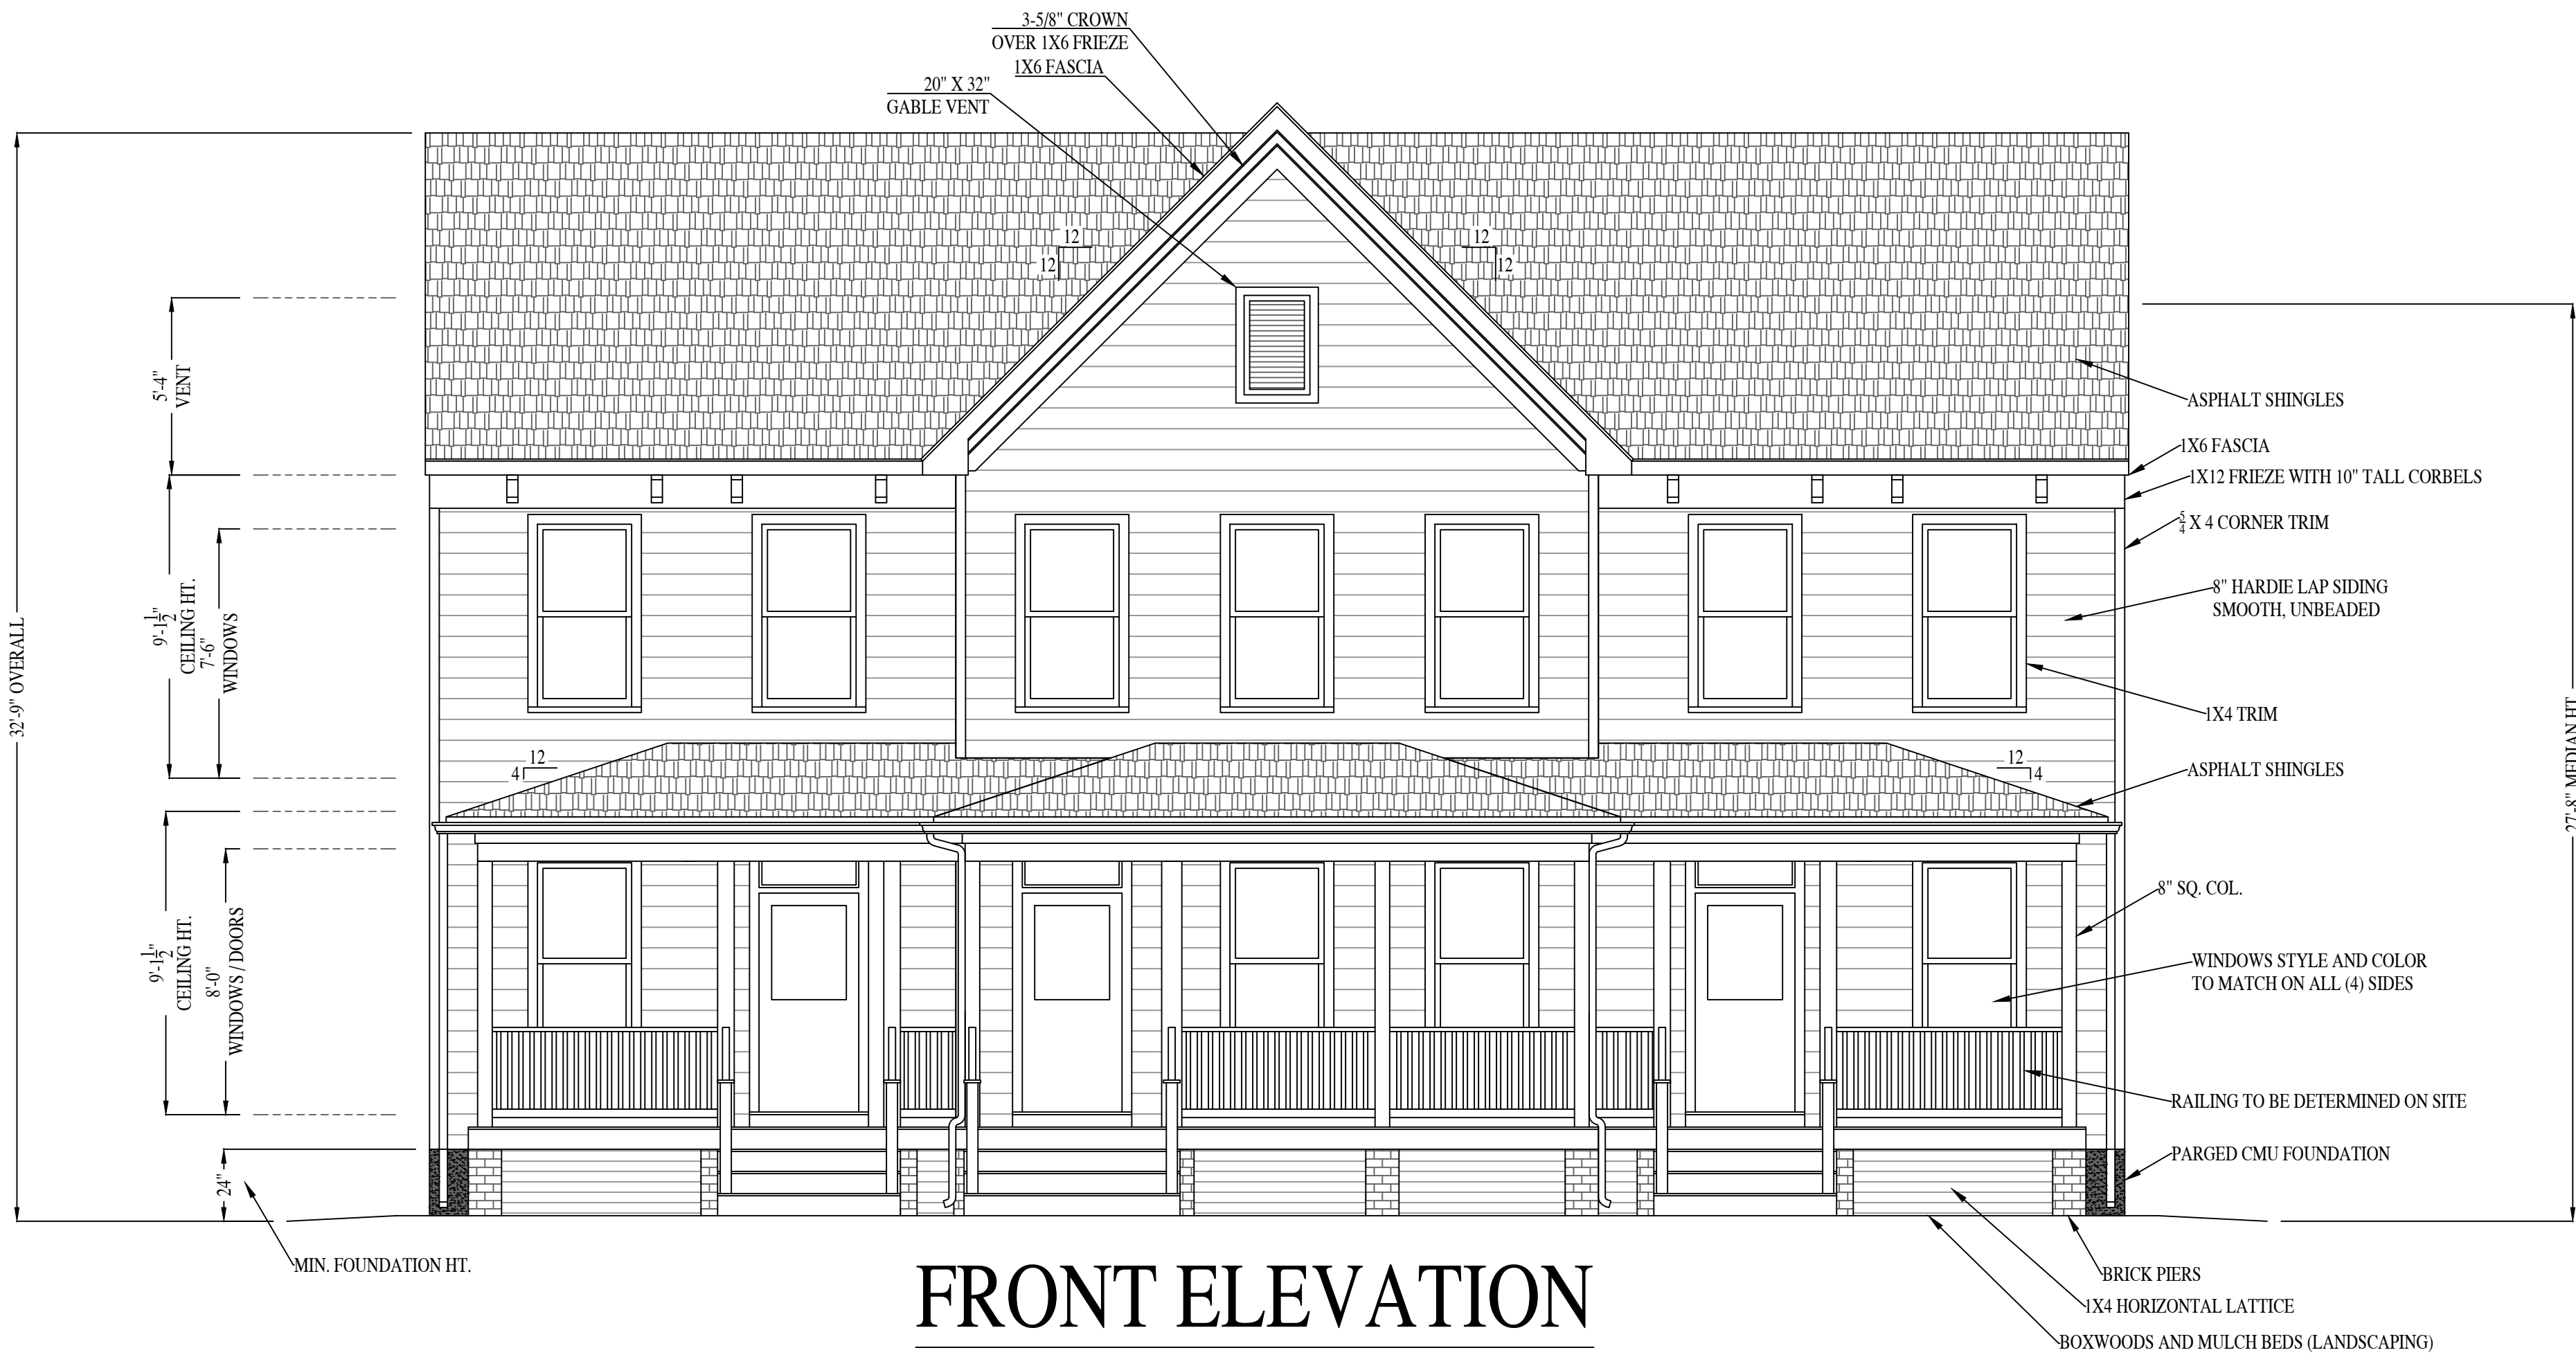 3-5/8" CROWN
OVER 1X6 FRIEZE
1X6 FASCIA
20" X 32"
GABLE VENT
12
12
12
12
5'-4"
VENT
ASPHALT SHINGLES
1X6 FASCIA
1X12 FRIEZE WITH 10" TALL CORBELS
5/4 X 4 CORNER TRIM
8" HARDIE LAP SIDING
SMOOTH, UNBEADED
9'-1 1/2"
CEILING HT.
7'-6"
WINDOWS
32'-9" OVERALL
1X4 TRIM
12
4
12
4
ASPHALT SHINGLES
27'-8" MEDIAN HT.
8" SQ. COL.
9'-1 1/2"
CEILING HT.
8'-0"
WINDOWS / DOORS
WINDOWS STYLE AND COLOR
TO MATCH ON ALL (4) SIDES
RAILING TO BE DETERMINED ON SITE
PARGED CMU FOUNDATION
24"
MIN. FOUNDATION HT.
BRICK PIERS
1X4 HORIZONTAL LATTICE
BOXWOODS AND MULCH BEDS (LANDSCAPING)
FRONT ELEVATION